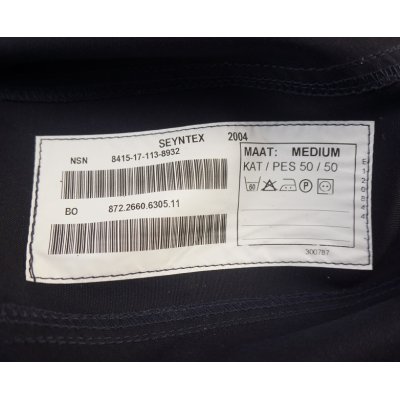 SEYNTEX 2004
NSN 8415-17-113-8932
BO 872.2660.6305.11
MAAT: MEDIUM
KAT / PES 50 / 50
60 P
300787